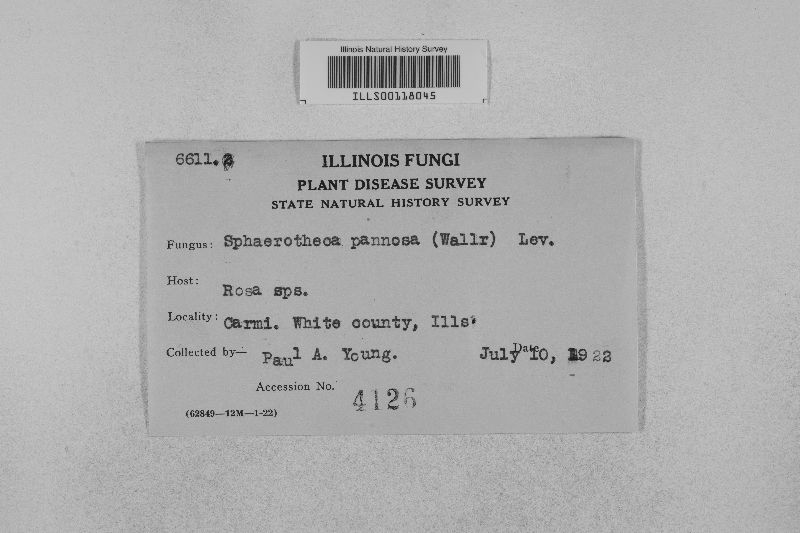 Illinois Natural History Survey
ILLS00118045
6611.
ILLINOIS FUNGI
PLANT DISEASE SURVEY
STATE NATURAL HISTORY SURVEY
Fungus: Sphaerotheca pannosa (Wallr) Lev.
Host: Rosa sps.
Locality: Carmi. White county, Ills.
Collected by— Paul A. Young. Date July 10, 1922
Accession No. 4126
(62849—12M—1-22)